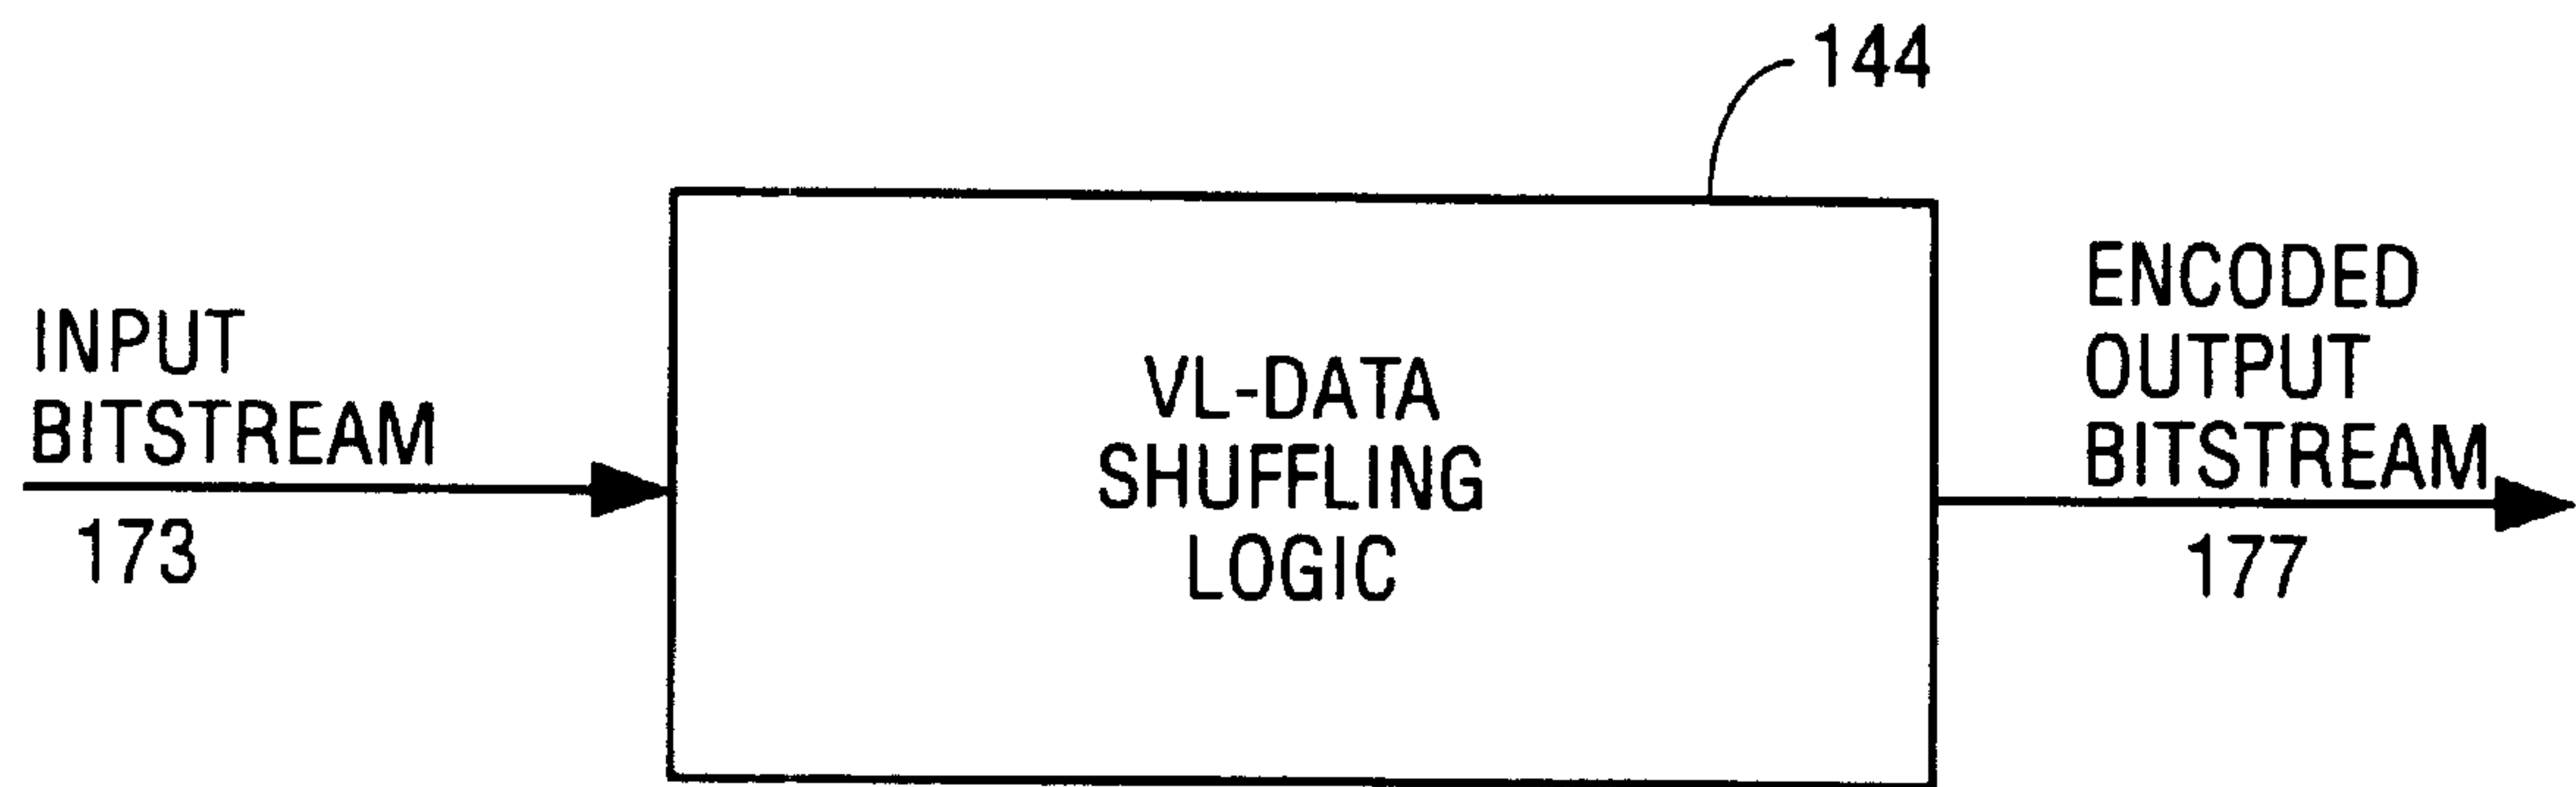 144
INPUT
BITSTREAM
173
VL-DATA
SHUFFLING
LOGIC
ENCODED
OUTPUT
BITSTREAM
177